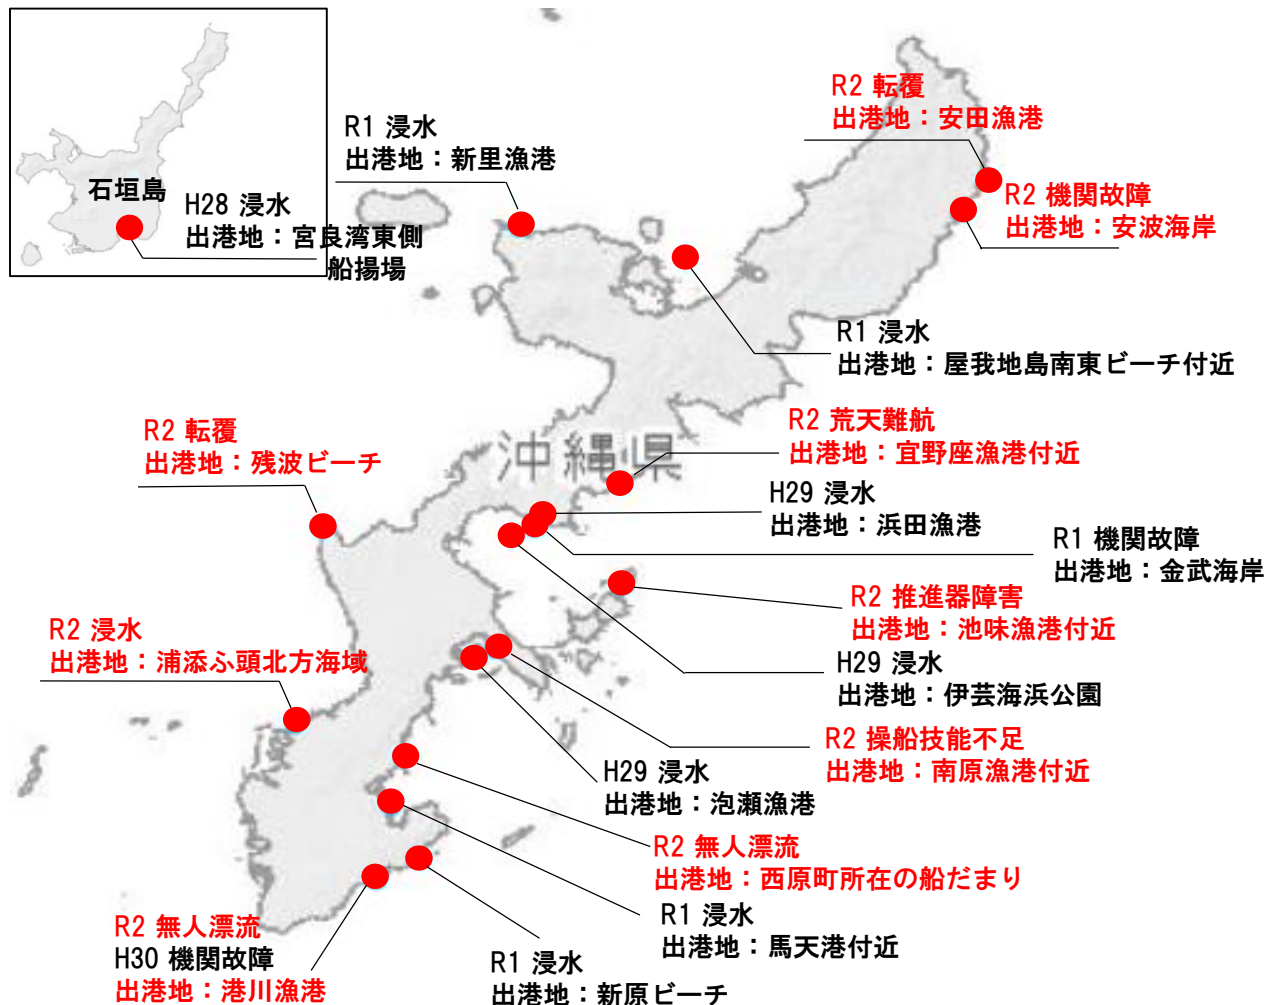 R2 転覆
出港地：安田漁港
R1 浸水
出港地：新里漁港
石垣島
H28 浸水
出港地：宮良湾東側
船揚場
R2 機関故障
出港地：安波海岸
R1 浸水
出港地：屋我地島南東ビーチ付近
R2 転覆
出港地：残波ビーチ
沖縄県
R2 荒天難航
出港地：宜野座漁港付近
H29 浸水
出港地：浜田漁港
R1 機関故障
出港地：金武海岸
R2 推進器障害
出港地：池味漁港付近
R2 浸水
出港地：浦添ふ頭北方海域
H29 浸水
出港地：伊芸海浜公園
R2 操船技能不足
出港地：南原漁港付近
H29 浸水
出港地：泡瀬漁港
R2 無人漂流
出港地：西原町所在の船だまり
R1 浸水
出港地：馬天港付近
R2 無人漂流
H30 機関故障
出港地：港川漁港
R1 浸水
出港地：新原ビーチ